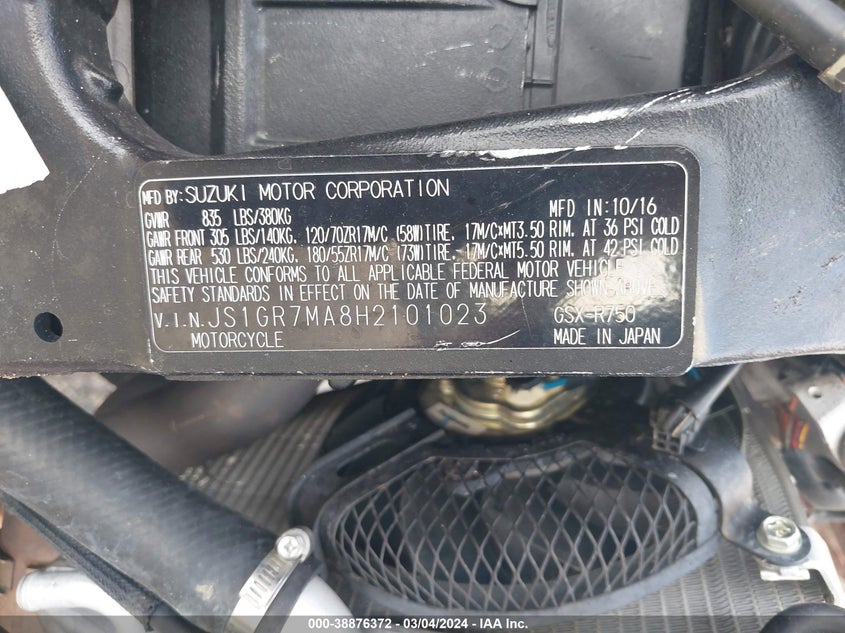 MFD BY: SUZUKI MOTOR CORPORATION MFD IN: 10/16
GVWR 835 LBS/380KG
GAWR FRONT 305 LBS/140KG. 120/70ZR17M/C (58W)TIRE, 17M/C×MT3.50 RIM. AT 36 PSI COLD
GAWR REAR 530 LBS/240KG. 180/55ZR17M/C (73W)TIRE, 17M/C×MT5.50 RIM. AT 42 PSI COLD
THIS VEHICLE CONFORMS TO ALL APPLICABLE FEDERAL MOTOR VEHICLE
SAFETY STANDARDS IN EFFECT ON THE DATE OF MANUFACTURE SHOWN ABOVE.
V.I.N. JS1GR7MA8H2101023 GSX-R750
MOTORCYCLE MADE IN JAPAN
000-38876372 - 03/04/2024 - IAA Inc.